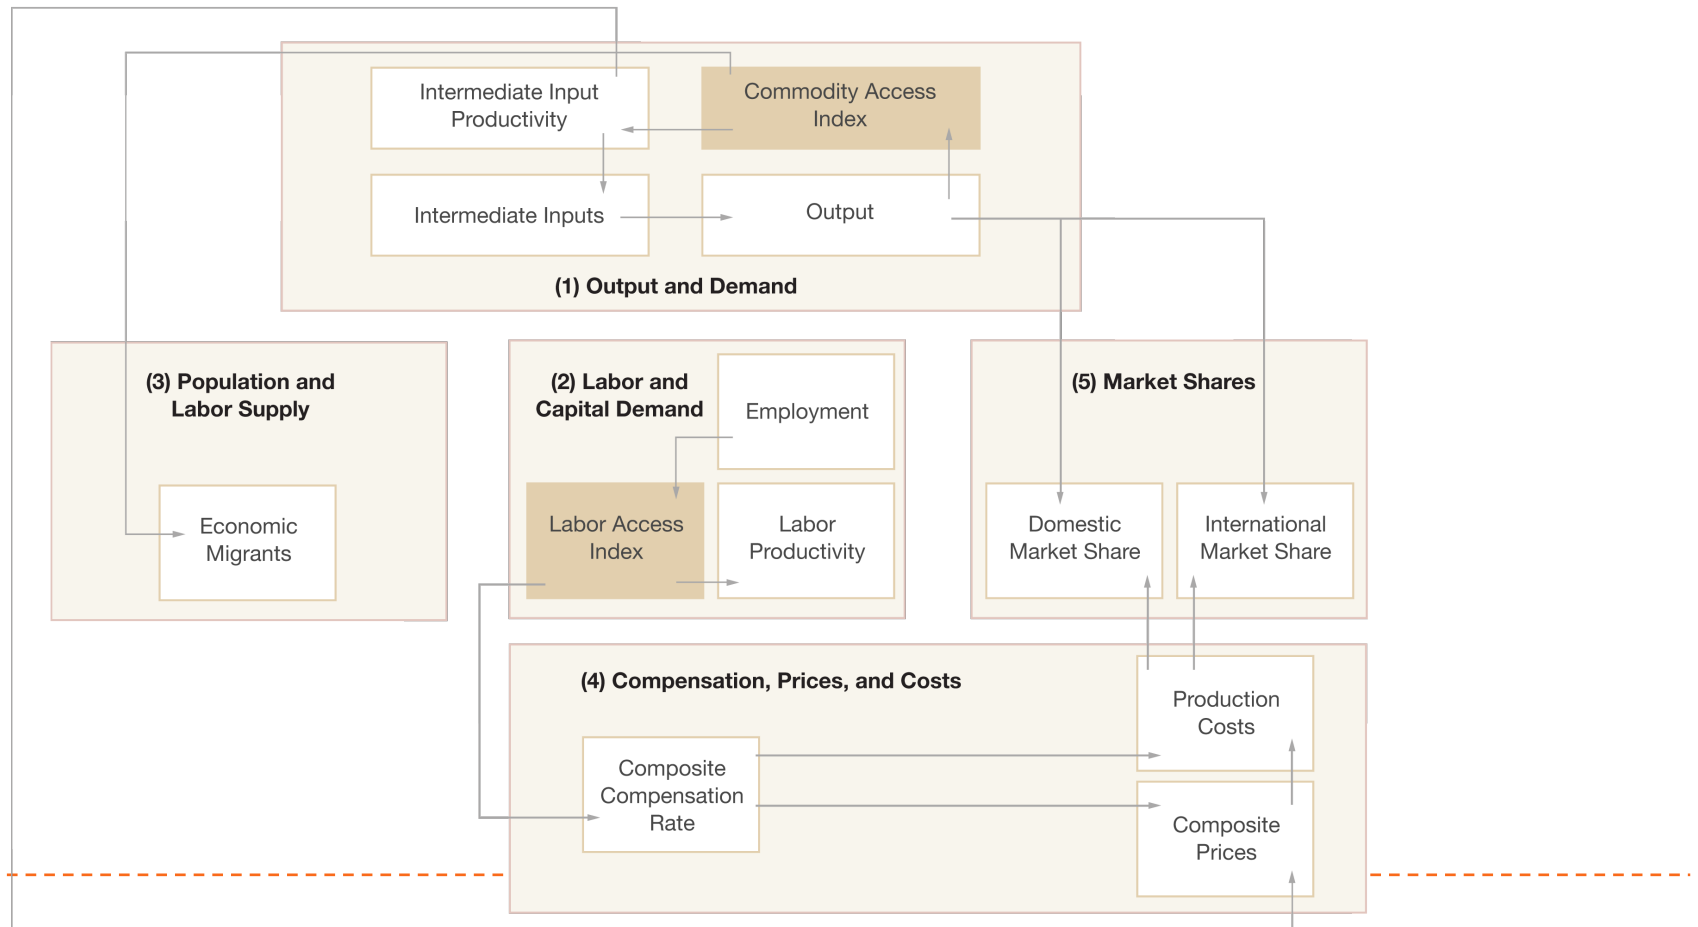 Intermediate Input
Productivity
Commodity Access
Index
Intermediate Inputs
Output
(1) Output and Demand
(3) Population and
Labor Supply
Economic
Migrants
(2) Labor and
Capital Demand
Employment
Labor Access
Index
Labor
Productivity
(5) Market Shares
Domestic
Market Share
International
Market Share
(4) Compensation, Prices, and Costs
Production
Costs
Composite
Compensation
Rate
Composite
Prices